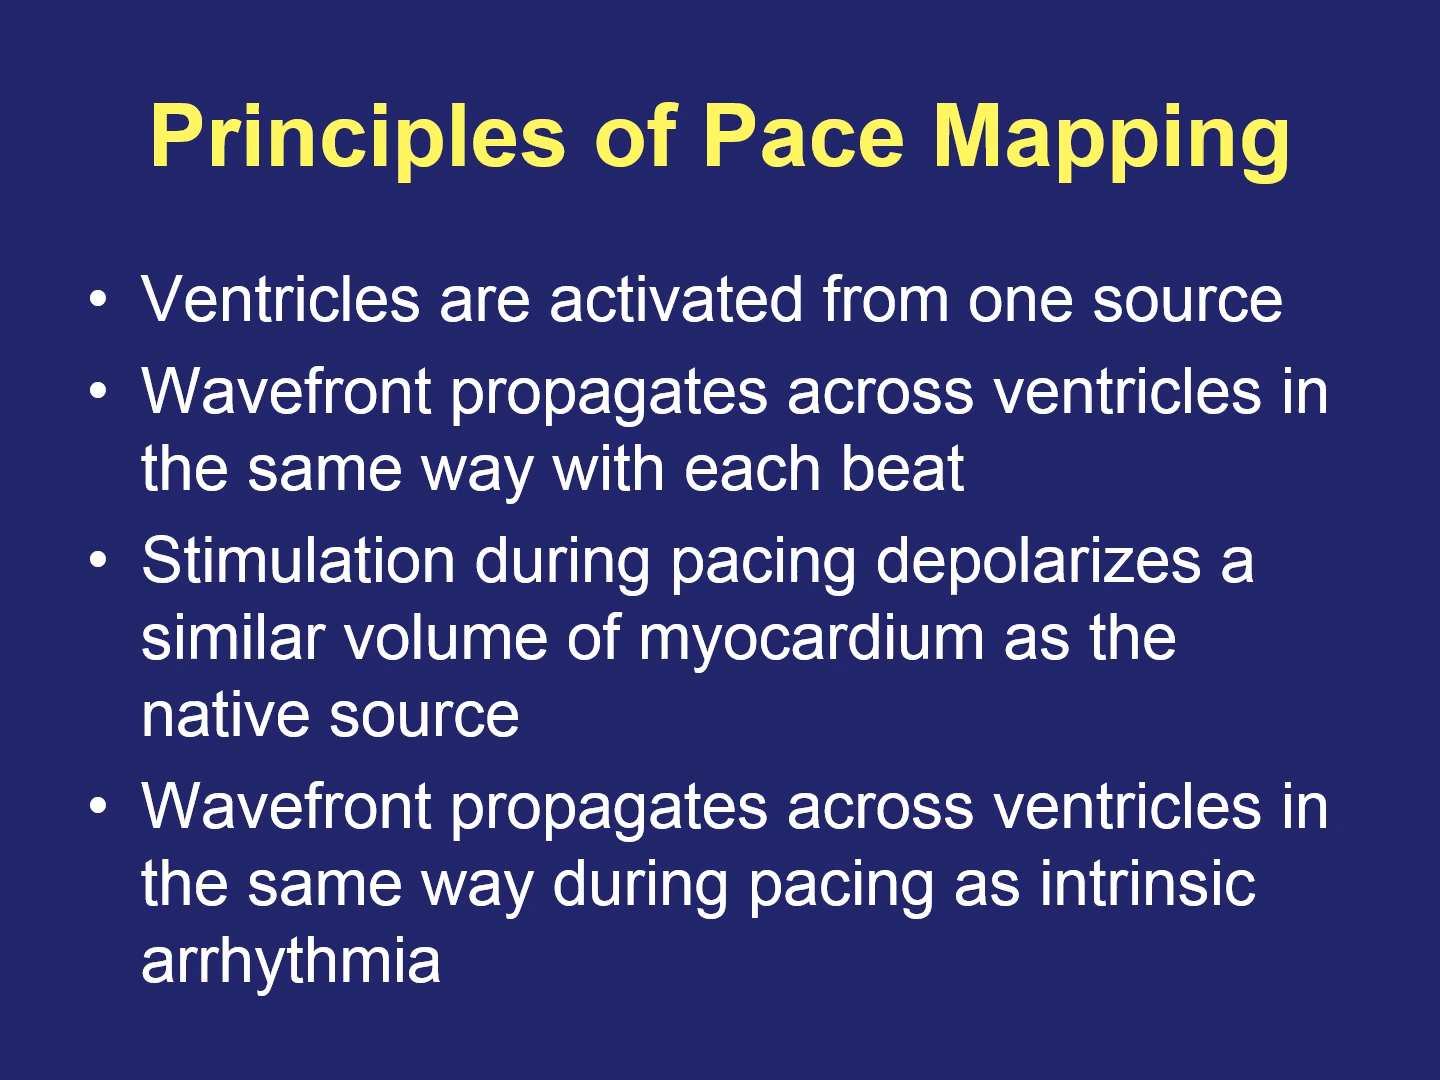 Principles of Pace Mapping
• Ventricles are activated from one source
• Wavefront propagates across ventricles in
the same way with each beat
• Stimulation during pacing depolarizes a
similar volume of myocardium as the
native source
• Wavefront propagates across ventricles in
the same way during pacing as intrinsic
arrhythmia